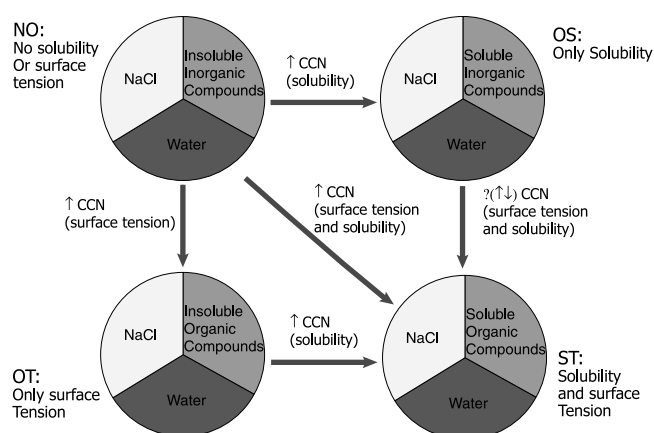 NO:
No solubility
Or surface
tension
NaCl
Insoluble
Inorganic
Compounds
Water
↑ CCN
(solubility)
NaCl
Soluble
Inorganic
Compounds
Water
OS:
Only Solubility
↑ CCN
(surface tension)
↑ CCN
(surface tension
and solubility)
?(↑↓) CCN
(surface tension
and solubility)
OT:
Only surface
Tension
NaCl
Insoluble
Organic
Compounds
Water
↑ CCN
(solubility)
NaCl
Soluble
Organic
Compounds
Water
ST:
Solubility
and surface
Tension